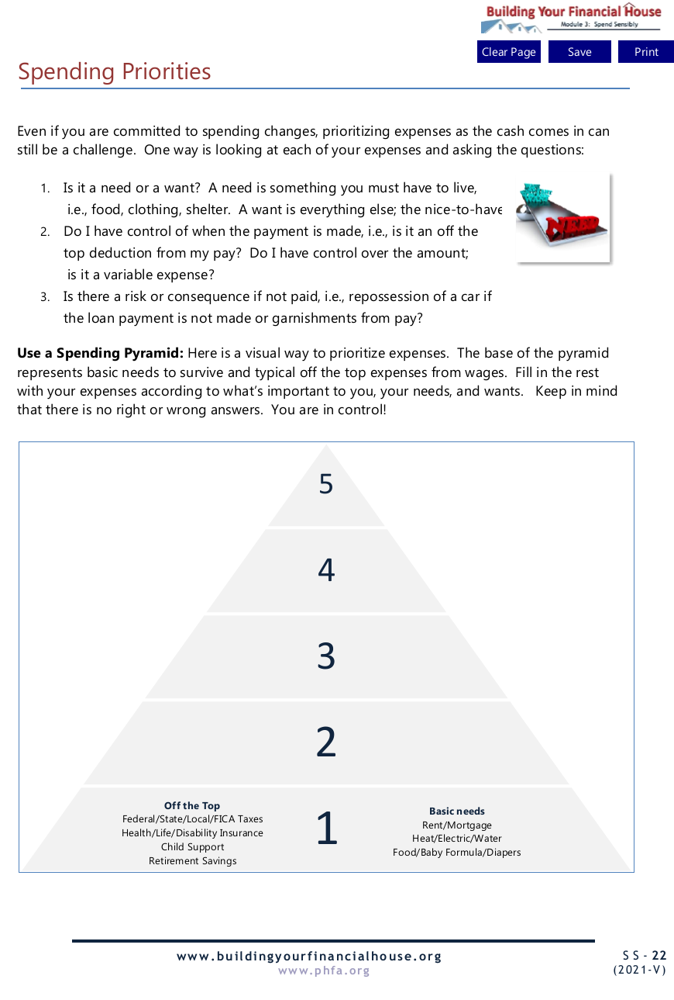 Building Your Financial House
Module 3: Spend Sensibly
Clear Page
Save
Print
Spending Priorities
Even if you are committed to spending changes, prioritizing expenses as the cash comes in can
still be a challenge. One way is looking at each of your expenses and asking the questions:
1. Is it a need or a want? A need is something you must have to live,
i.e., food, clothing, shelter. A want is everything else; the nice-to-have
2. Do I have control of when the payment is made, i.e., is it an off the
top deduction from my pay? Do I have control over the amount;
is it a variable expense?
3. Is there a risk or consequence if not paid, i.e., repossession of a car if
the loan payment is not made or garnishments from pay?
NEED
Use a Spending Pyramid: Here is a visual way to prioritize expenses. The base of the pyramid
represents basic needs to survive and typical off the top expenses from wages. Fill in the rest
with your expenses according to what’s important to you, your needs, and wants. Keep in mind
that there is no right or wrong answers. You are in control!
5
4
3
2
1
Off the Top
Federal/State/Local/FICA Taxes
Health/Life/Disability Insurance
Child Support
Retirement Savings
Basic needs
Rent/Mortgage
Heat/Electric/Water
Food/Baby Formula/Diapers
www.buildingyourfinancialhouse.org
www.phfa.org
SS-22
(2021-V)